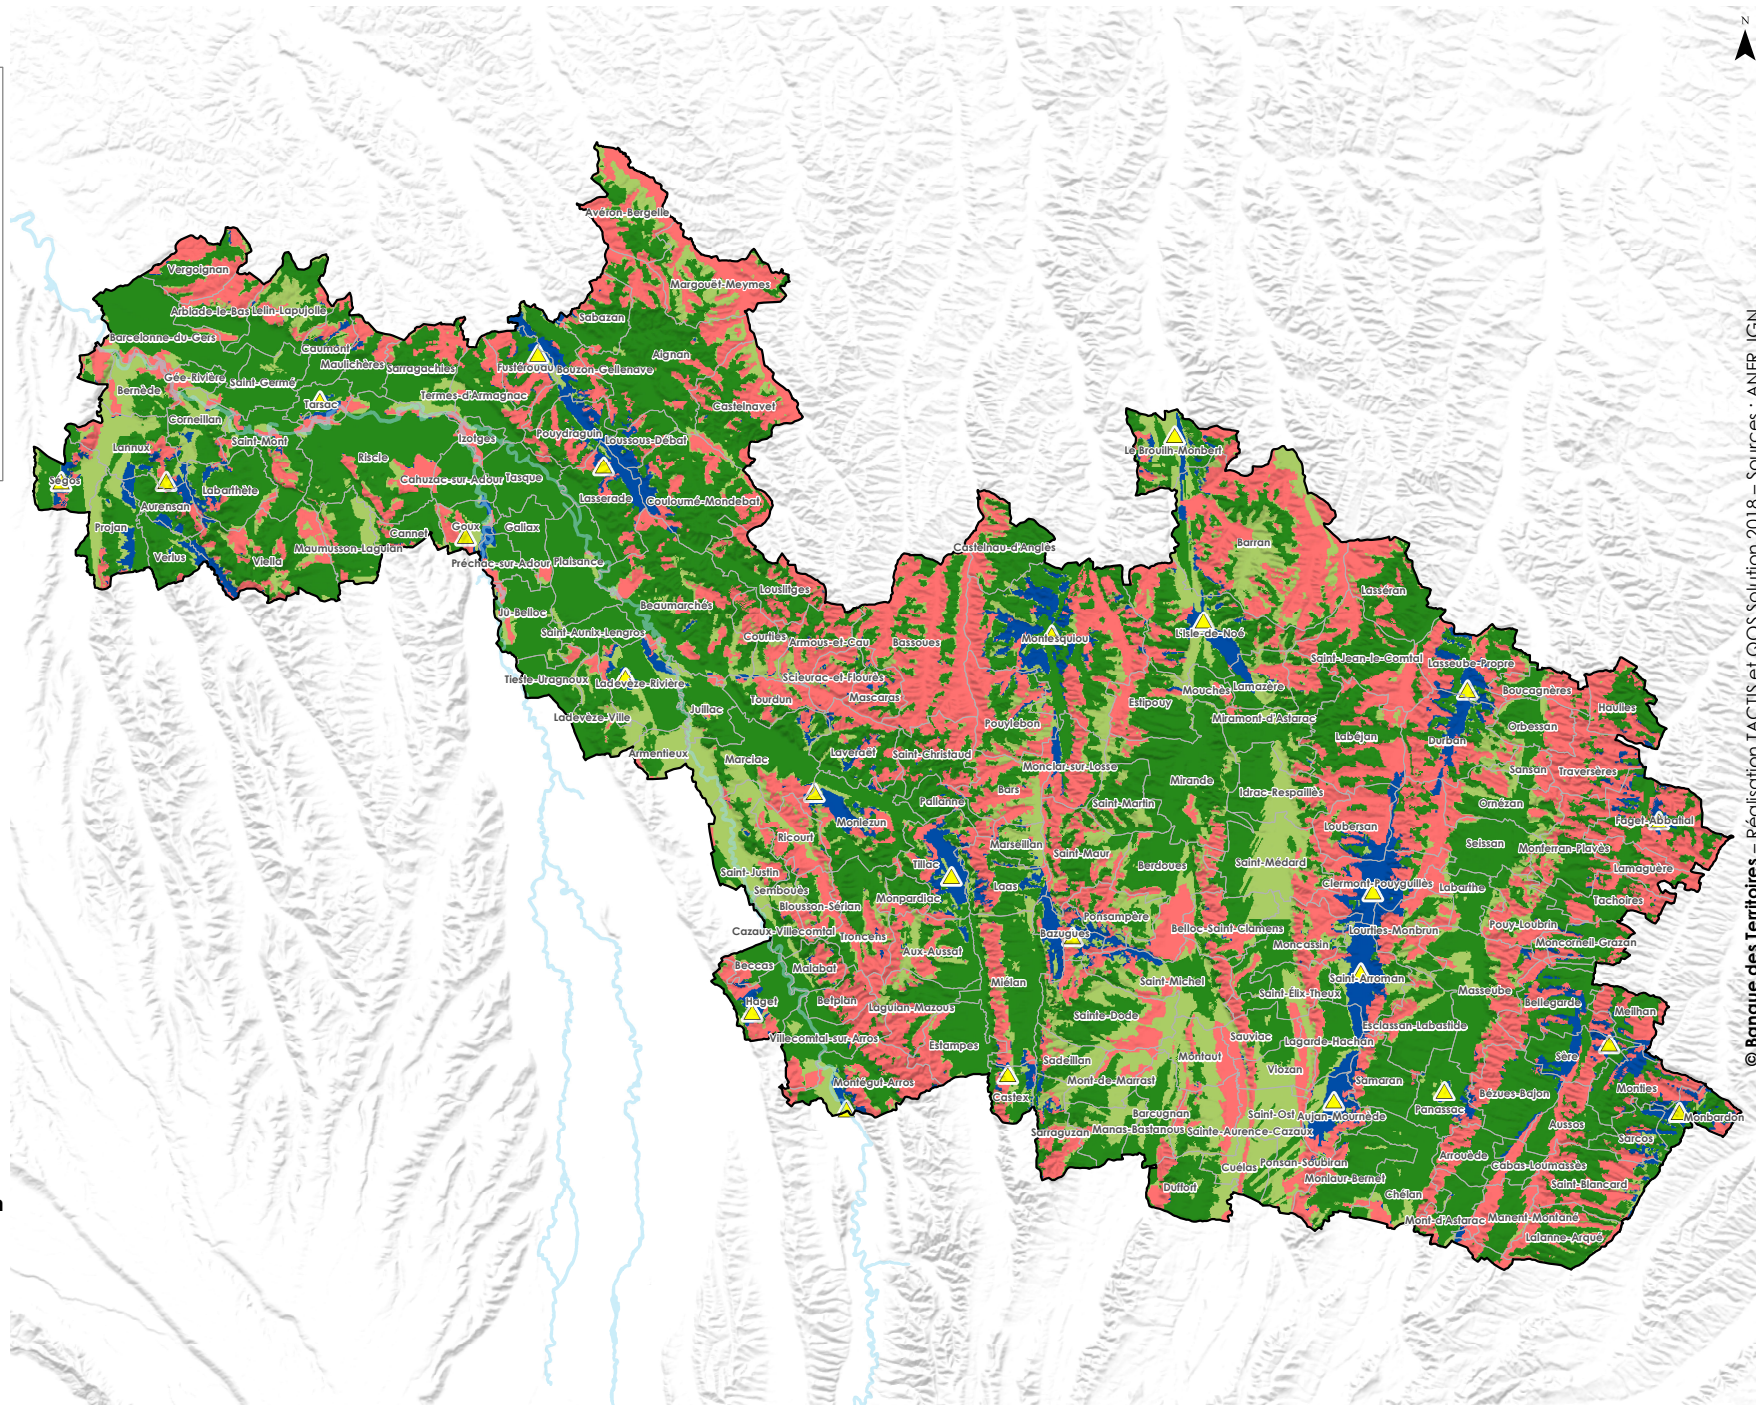 N
Avéron-Bergelle
Vergoignan
Margouët-Meymes
Arblade-le-Bas
Lelin-Lapujolle
Sabazan
Barcelonne-du-Gers
Caumont
Aignan
Maulichères
Sarragachies
Fustérouau
Bouzon-Gellenave
Gée-Rivière
Saint-Germé
Bernède
Termes-d'Armagnac
Tarsac
Castelnavet
Corneillan
Pouydraguin
Loussous-Débat
Saint-Mont
Izotges
Lannux
Le Brouilh-Monbert
Riscle
Ségos
Cahuzac-sur-Adour
Tasque
Labarthète
Lasserade
Couloumé-Mondebat
Aurensan
Projan
Goux
Galiax
Cannet
Barran
Maumusson-Laguian
Castelnau-d'Anglès
Verlus
Viella
Préchac-sur-Adour
Plaisance
Louslitges
Lasséran
Beaumarchés
Ju-Belloc
Saint-Aunix-Lengros
Courties
Armous-et-Cau
Bassoues
Montesquiou
L'Isle-de-Noé
Saint-Jean-le-Comtal
Lasseube-Propre
Tieste-Uragnoux
Ladevèze-Rivière
Scieurac-et-Flourès
Mascaras
Mouchès
Lamazère
Boucagnères
Tourdun
Estipouy
Haulies
Juillac
Ladevèze-Ville
Pouylebon
Miramont-d'Astarac
Orbessan
Labéjan
Durban
Armentieux
Laveraët
Saint-Christaud
Marciac
Monclar-sur-Losse
Sansan
Traversères
Mirande
Bars
Idrac-Respaillès
Pallanne
Saint-Martin
Ornézan
Monlezun
Loubersan
Faget-Abbatial
Ricourt
Marseillan
Saint-Maur
Seissan
Monferran-Plavès
Tillac
Berdoues
Saint-Médard
Lamaguère
Saint-Justin
Laas
Clermont-Pouyguillès
Labarthe
Sembouès
Monpardiac
Tachoires
Blousson-Sérian
Ponsampère
Pouy-Loubrin
Cazaux-Villecomtal
Troncens
Bazugues
Belloc-Saint-Clamens
Lourties-Monbrun
Moncassin
Moncorneil-Grazan
Aux-Aussat
Beccas
Malabat
Saint-Arroman
Miélan
Saint-Michel
Saint-Élix-Theux
Masseube
Haget
Betplan
Laguian-Mazous
Bellegarde
Sainte-Dode
Meilhan
Esclassan-Labastide
Villecomtal-sur-Arros
Sauviac
Lagarde-Hachan
Estampes
Montaut
Sère
Sadeillan
Viozan
Montégut-Arros
Mont-de-Marrast
Samaran
Monties
Castex
Bézues-Bajon
Panassac
Barcugnan
Saint-Ost
Aujan-Mournède
Monbardon
Aussos
Sarraguzan
Manas-Bastanous
Sainte-Aurence-Cazaux
Sarcos
Arrouède
Cuélas
Ponsan-Soubiran
Cabas-Loumassès
Monlaur-Bernet
Saint-Blancard
Duffort
Chélan
Mont-d'Astarac
Manent-Montané
Lalanne-Arqué
© Banque des Territoires – Réalisation TACTIS et QOS Solution 2018 – Sources : ANFR, IGN